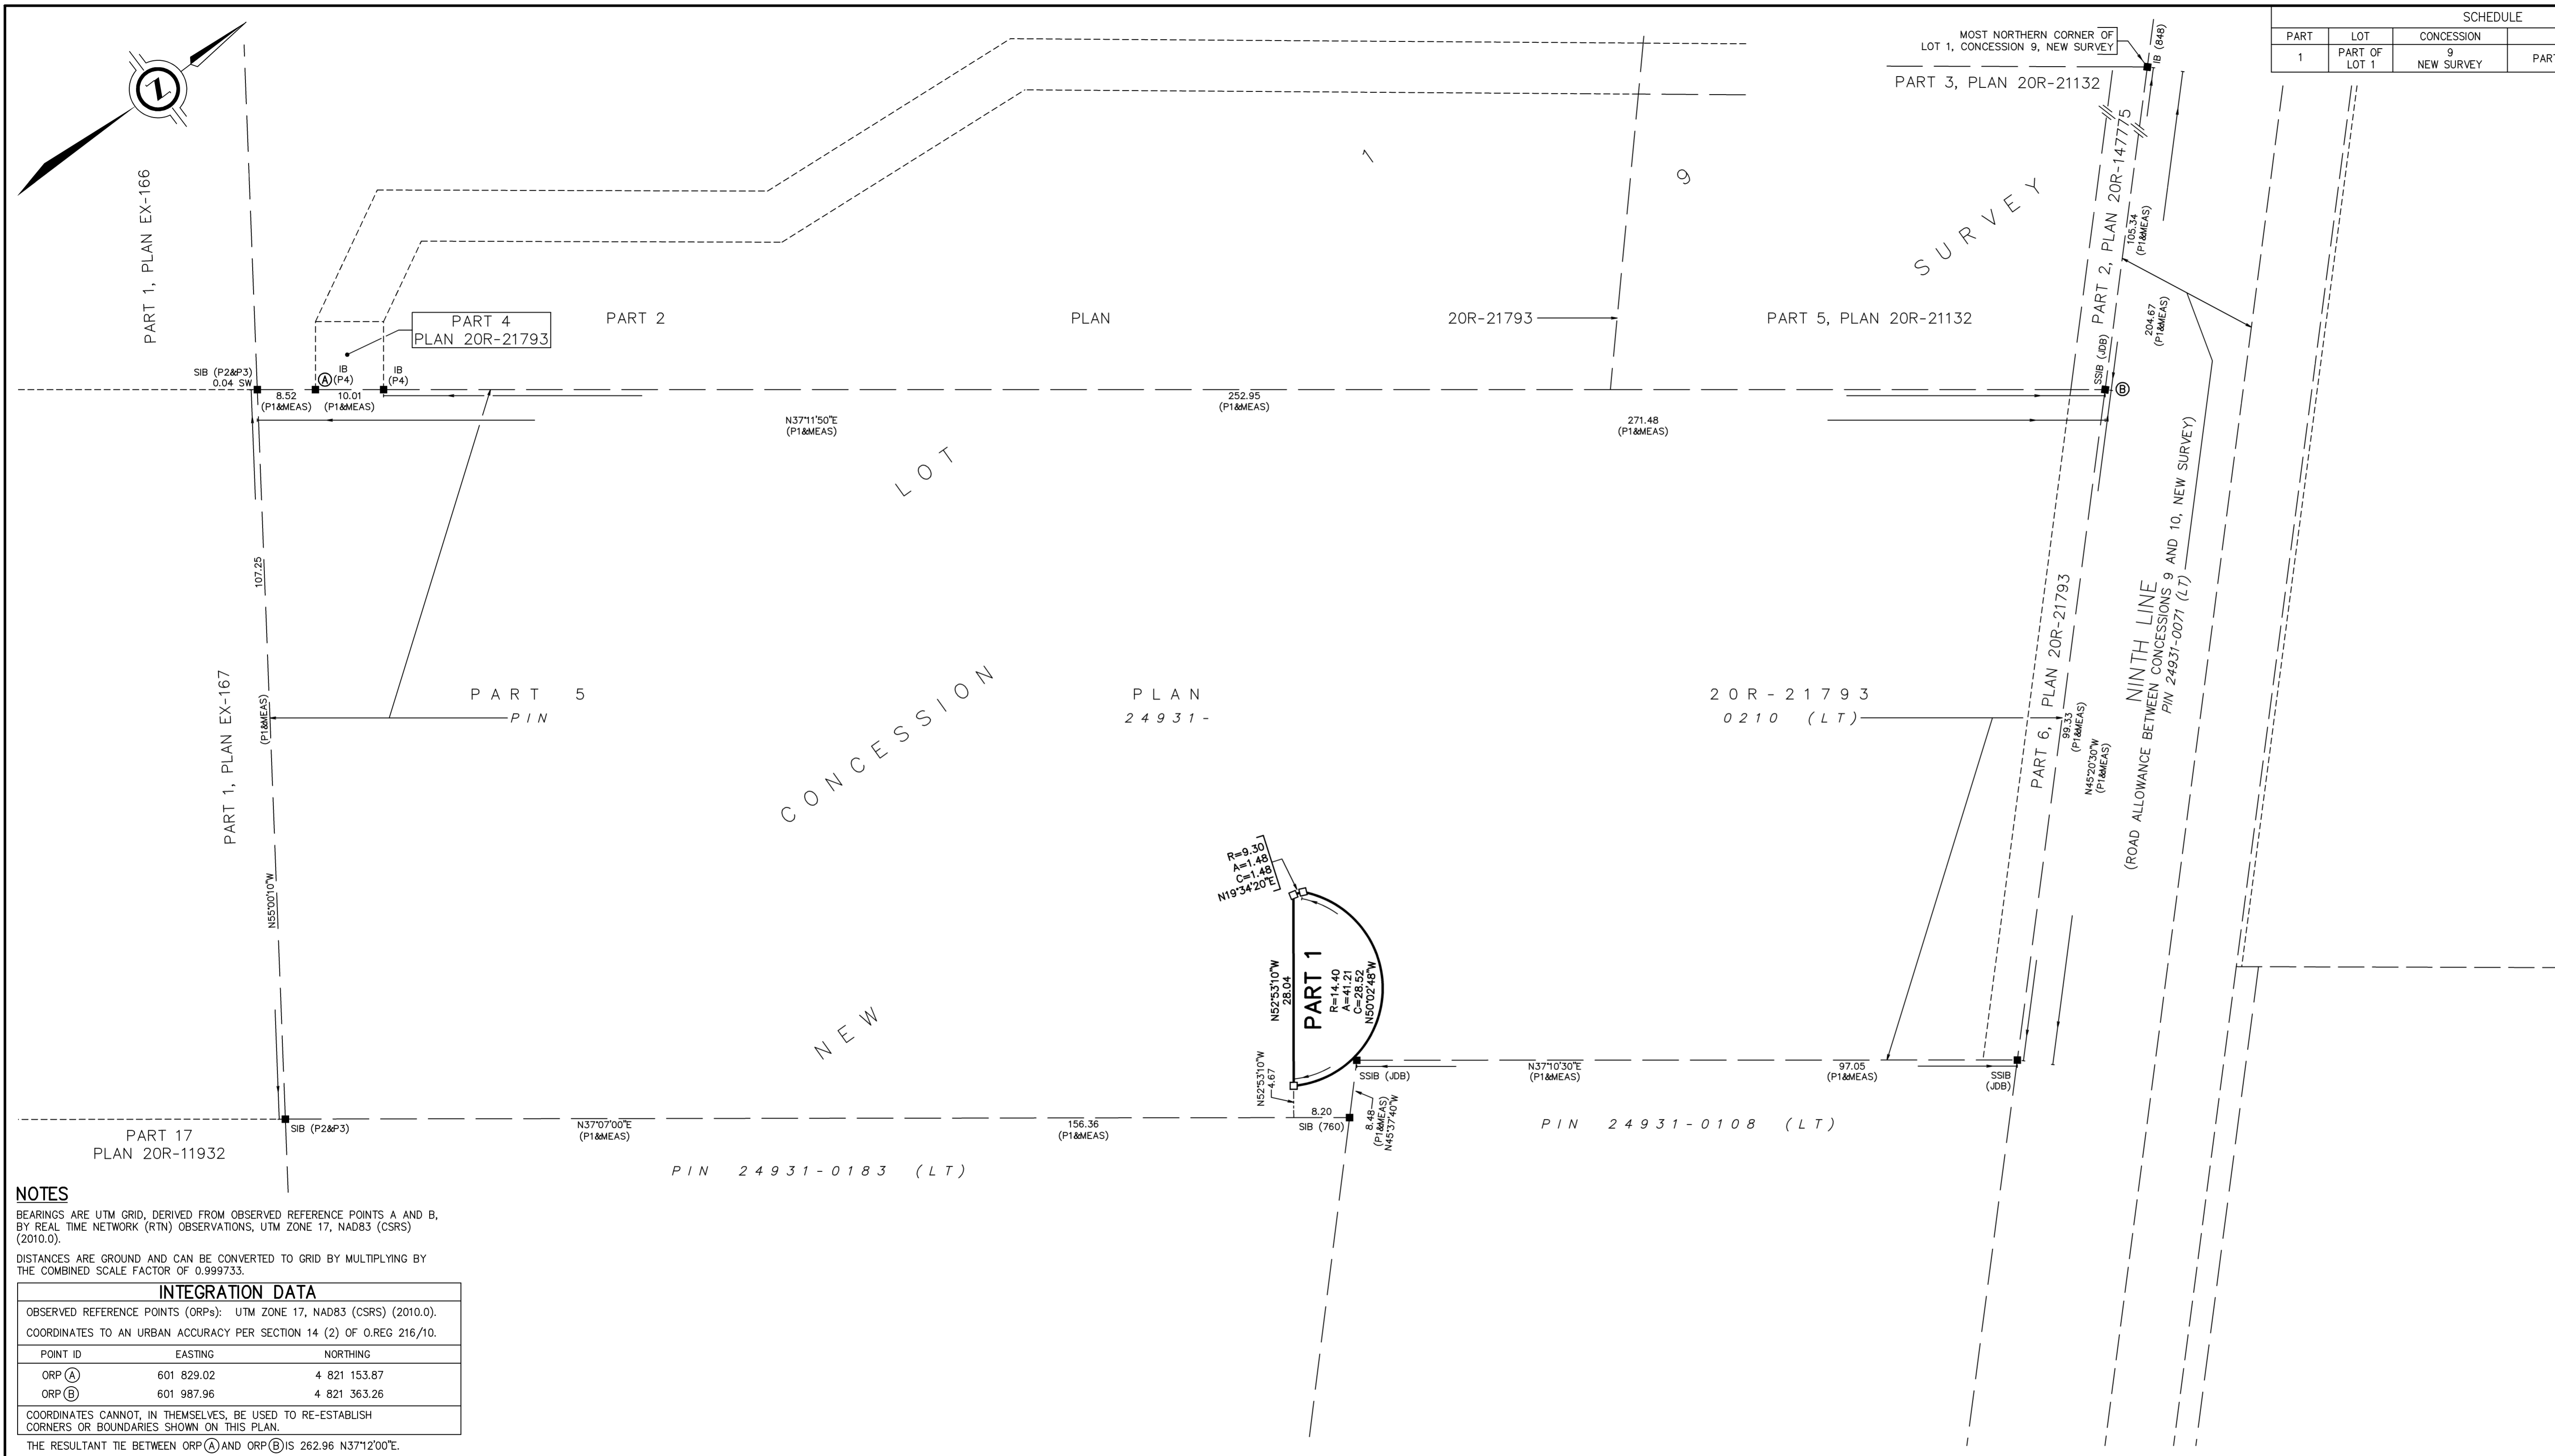 SCHEDULE
PART LOT CONCESSION
1 PART OF LOT 1 9 NEW SURVEY PART
MOST NORTHERN CORNER OF
LOT 1, CONCESSION 9, NEW SURVEY
IB (848)
PART 3, PLAN 20R-21132
PART 2, PLAN 20R-147775
105.34
(P1&MEAS)
204.67
(P1&MEAS)
PART 1, PLAN EX-166
1
9
SURVEY
PART 4
PLAN 20R-21793
PART 2 PLAN 20R-21793
PART 5, PLAN 20R-21132
SIB (P2&P3)
0.04 SW
A
IB
(P4)
IB
(P4)
SSIB (JDB)
B
8.52
(P1&MEAS)
10.01
(P1&MEAS)
252.95
(P1&MEAS)
N37°11'50"E
(P1&MEAS)
271.48
(P1&MEAS)
LOT
107.25
(P1&MEAS)
N55°00'10"W
PART 1, PLAN EX-167
PART 5 PLAN 20R-21793
PIN 24931- 0210 (LT)
CONCESSION
NEW
PART 6, PLAN 20R-21793
99.33
(P1&MEAS)
N45°20'30"W
(P1&MEAS)
NINTH LINE
(ROAD ALLOWANCE BETWEEN CONCESSIONS 9 AND 10, NEW SURVEY)
PIN 24931-0071 (LT)
R=9.30
A=1.48
C=1.48
N19°34'20"E
N52°53'10"W
28.04
PART 1
R=14.40
A=41.21
C=28.52
N50°02'48"W
N52°53'10"W
4.67
SSIB (JDB)
N37°10'30"E
(P1&MEAS)
97.05
(P1&MEAS)
SSIB
(JDB)
8.20
SIB (760)
8.48
(P1&MEAS)
N45°37'40"W
SIB (P2&P3)
N37°07'00"E
(P1&MEAS)
156.36
(P1&MEAS)
PIN 24931-0108 (LT)
PART 17
PLAN 20R-11932
PIN 24931-0183 (LT)
NOTES
BEARINGS ARE UTM GRID, DERIVED FROM OBSERVED REFERENCE POINTS A AND B,
BY REAL TIME NETWORK (RTN) OBSERVATIONS, UTM ZONE 17, NAD83 (CSRS)
(2010.0).
DISTANCES ARE GROUND AND CAN BE CONVERTED TO GRID BY MULTIPLYING BY
THE COMBINED SCALE FACTOR OF 0.999733.
INTEGRATION DATA
OBSERVED REFERENCE POINTS (ORPs): UTM ZONE 17, NAD83 (CSRS) (2010.0).
COORDINATES TO AN URBAN ACCURACY PER SECTION 14 (2) OF O.REG 216/10.
POINT ID EASTING NORTHING
ORP A 601 829.02 4 821 153.87
ORP B 601 987.96 4 821 363.26
COORDINATES CANNOT, IN THEMSELVES, BE USED TO RE-ESTABLISH
CORNERS OR BOUNDARIES SHOWN ON THIS PLAN.
THE RESULTANT TIE BETWEEN ORP A AND ORP B IS 262.96 N37°12'00"E.